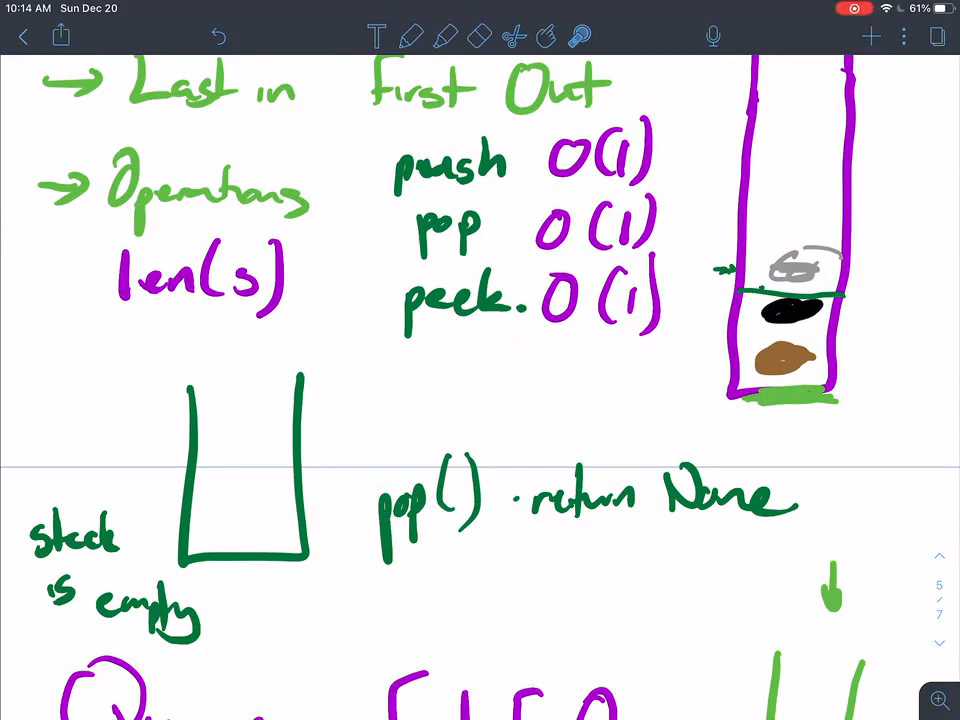 10:14 AM Sun Dec 20
61%
→ Last in First Out
→ Operations
push O(1)
pop O(1)
peek. O(1)
len(s)
pop() · return None
stack
is empty
5
7
FIFO